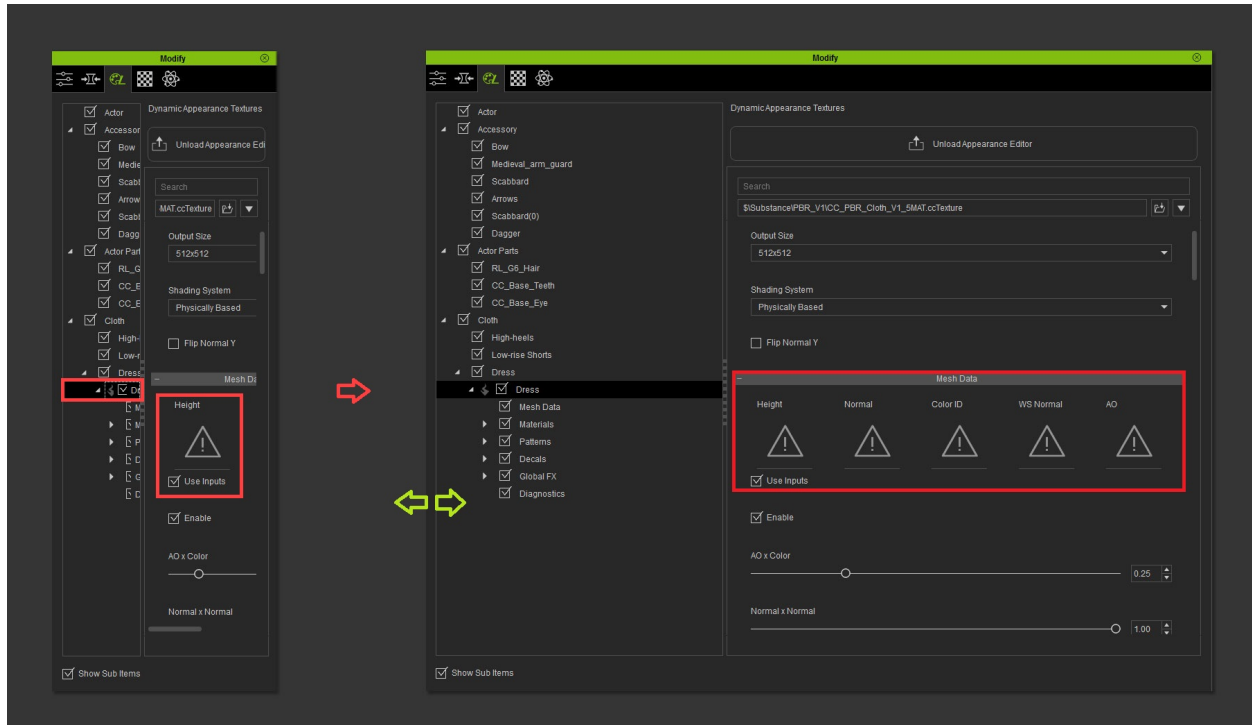 Modify
Actor
Accessor
Bow
Medie
Scabb
Arrow
Scabb
Dagg
Actor Part
RL_G
CC_E
CC_E
Cloth
High-
Low-r
Dress
Show Sub Items
Dynamic Appearance Textures
Unload Appearance Edi
Search
MAT.ccTexture
Output Size
512x512
Shading System
Physically Based
Flip Normal Y
Mesh Da
Height
Use Inputs
Enable
AO x Color
Normal x Normal
Modify
Actor
Accessory
Bow
Medieval_arm_guard
Scabbard
Arrows
Scabbard(0)
Dagger
Actor Parts
RL_G6_Hair
CC_Base_Teeth
CC_Base_Eye
Cloth
High-heels
Low-rise Shorts
Dress
Dress
Mesh Data
Materials
Patterns
Decals
Global FX
Diagnostics
Show Sub Items
Dynamic Appearance Textures
Unload Appearance Editor
Search
$\Substance\PBR_V1\CC_PBR_Cloth_V1_5MAT.ccTexture
Output Size
512x512
Shading System
Physically Based
Flip Normal Y
Mesh Data
Height Normal Color ID WS Normal AO
Use Inputs
Enable
AO x Color
0.25
Normal x Normal
1.00